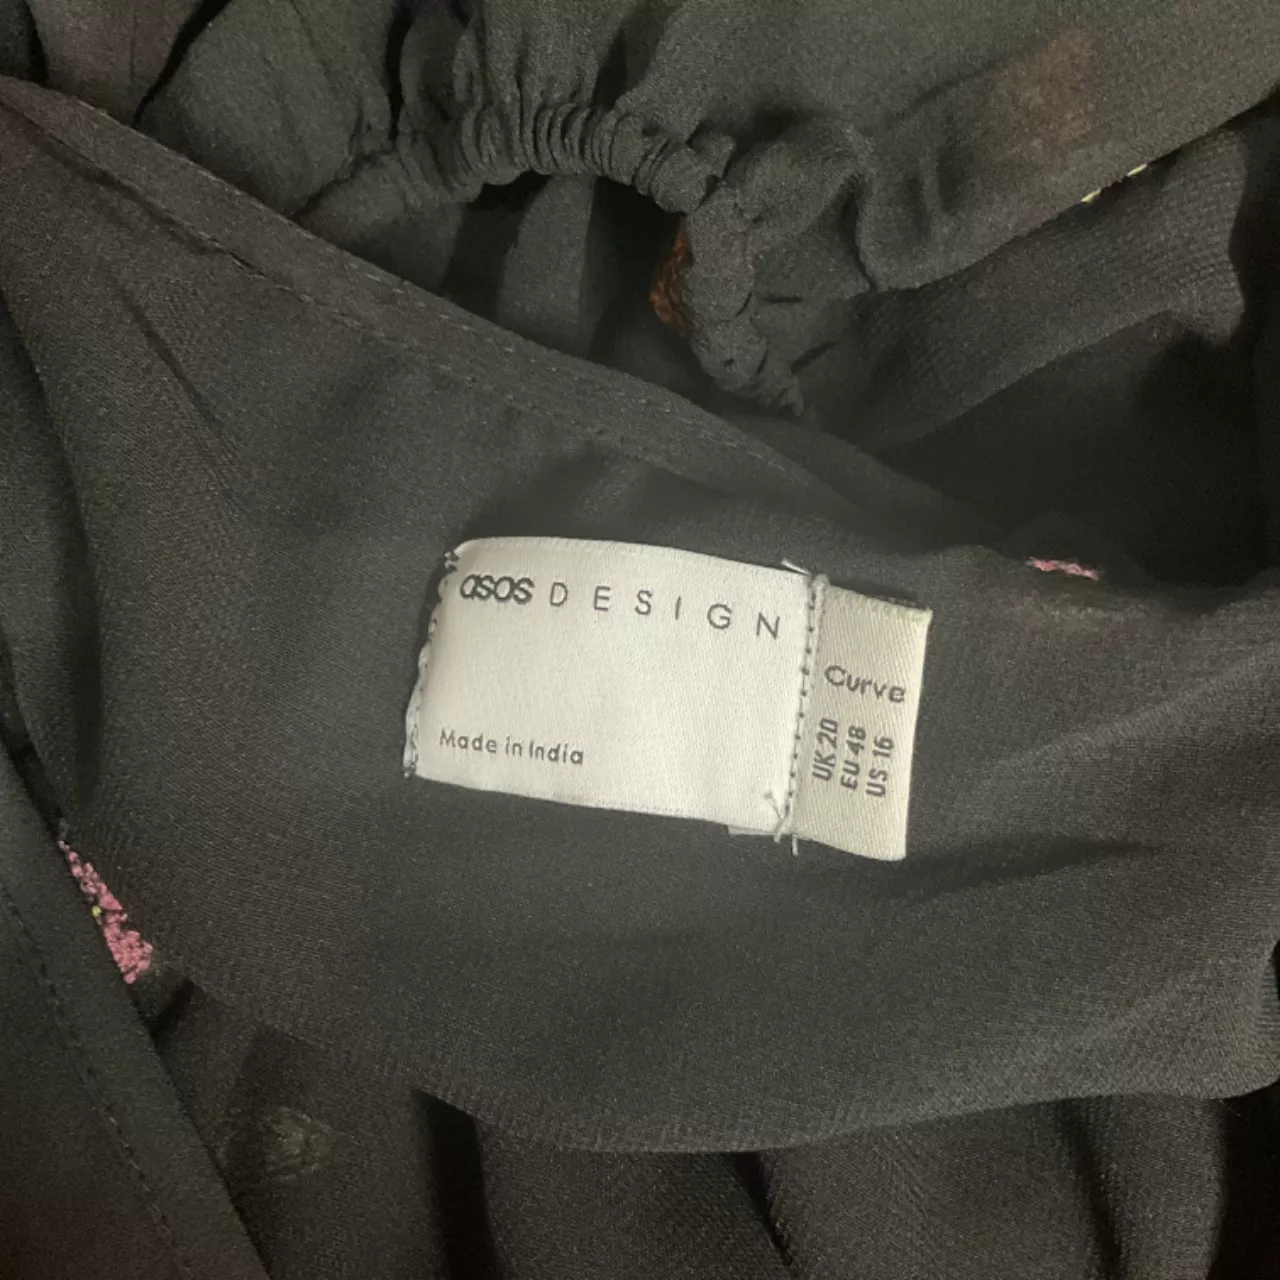 asos DESIGN
Made in India
Curve
UK 20
EU 48
US 16